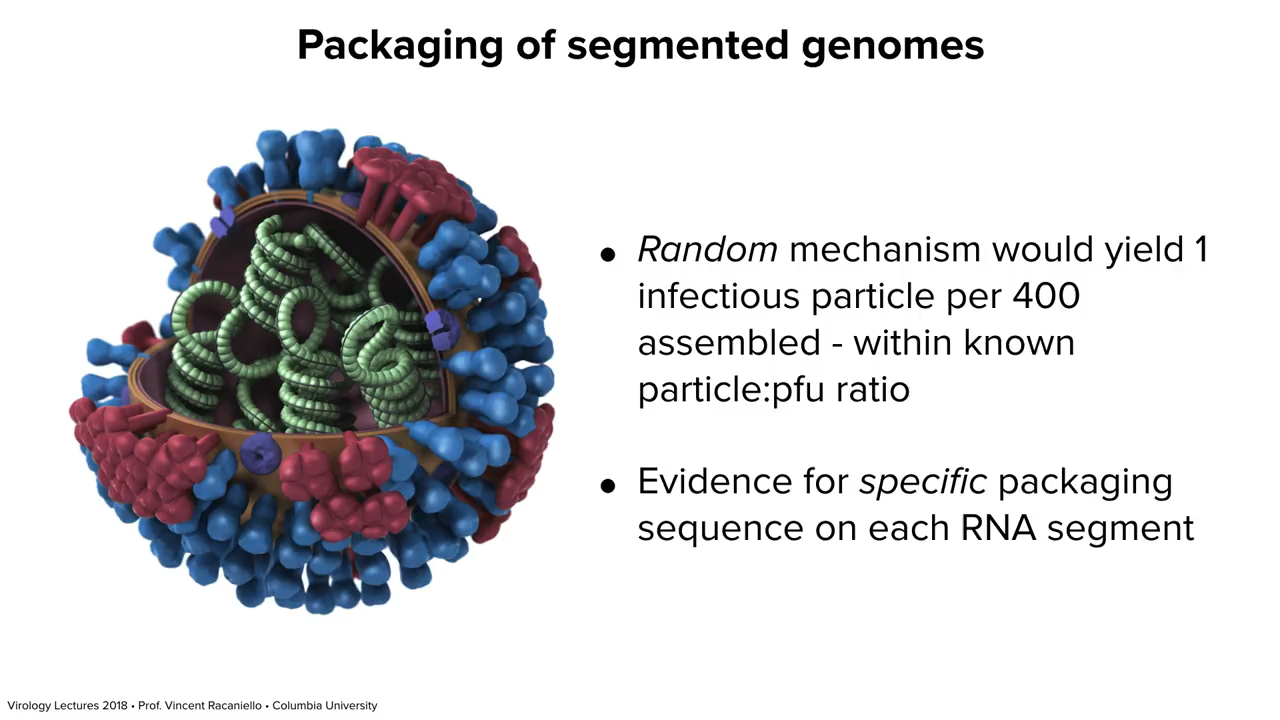 Packaging of segmented genomes
• Random mechanism would yield 1
infectious particle per 400
assembled - within known
particle:pfu ratio
• Evidence for specific packaging
sequence on each RNA segment
Virology Lectures 2018 • Prof. Vincent Racaniello • Columbia University